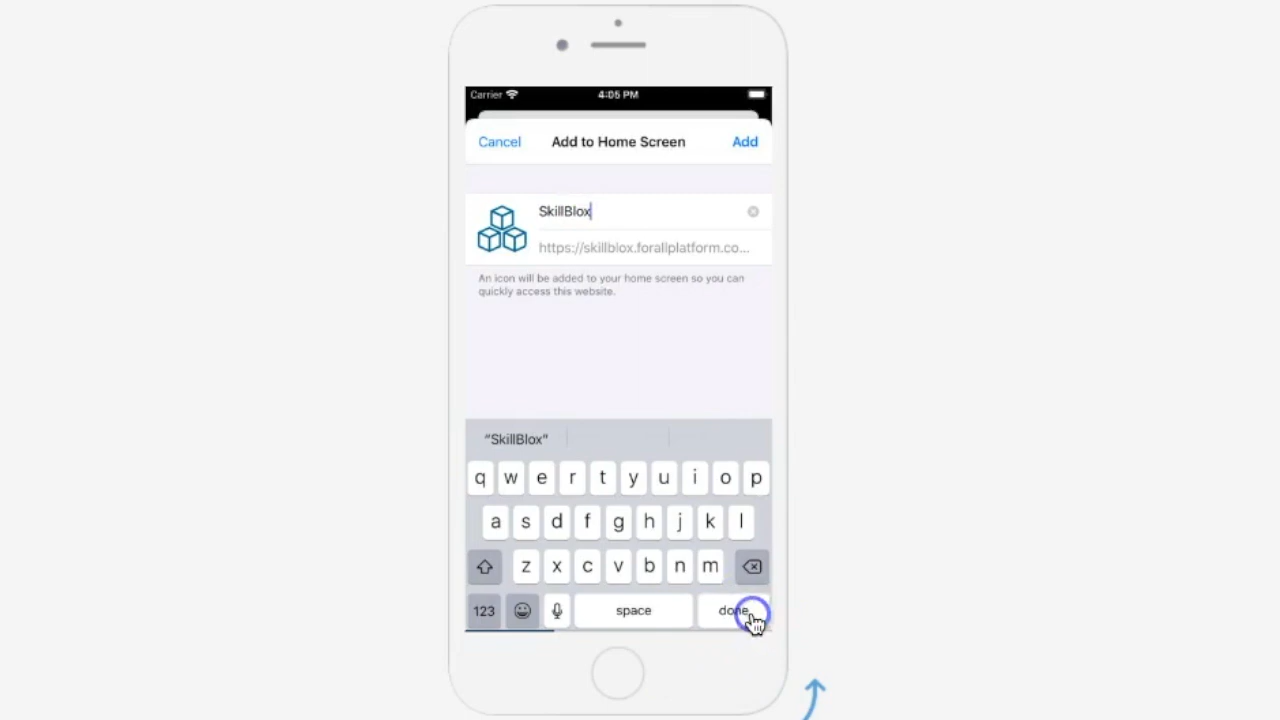 Carrier 4:05 PM
Cancel Add to Home Screen Add
SkillBlox
https://skillblox.forallplatform.co...
An icon will be added to your home screen so you can
quickly access this website.
"SkillBlox"
q w e r t y u i o p
a s d f g h j k l
z x c v b n m
123 space done